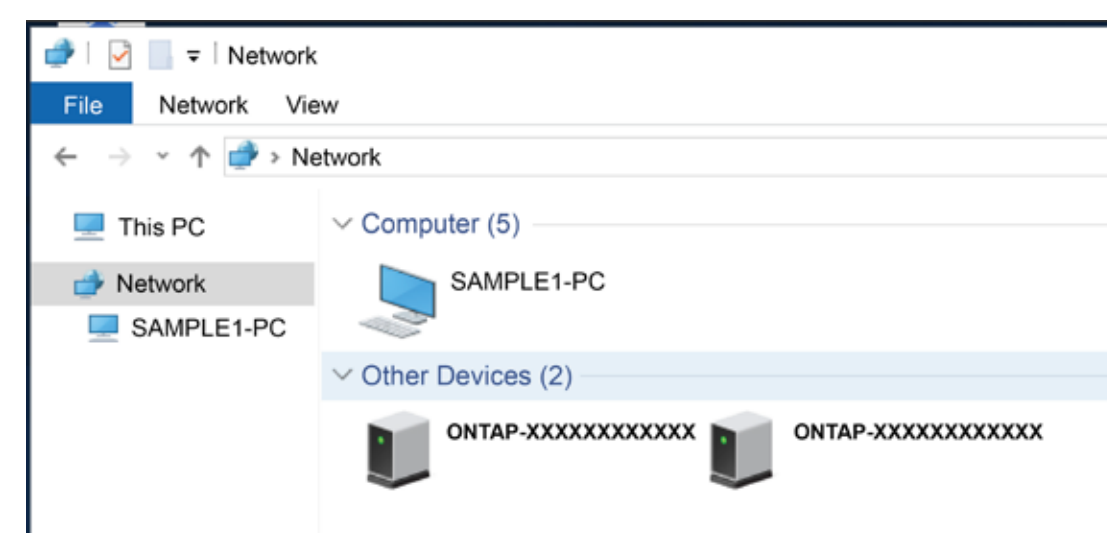 Network
File Network View
Network
This PC
Network
SAMPLE1-PC
Computer (5)
SAMPLE1-PC
Other Devices (2)
ONTAP-XXXXXXXXXXXX ONTAP-XXXXXXXXXXXX